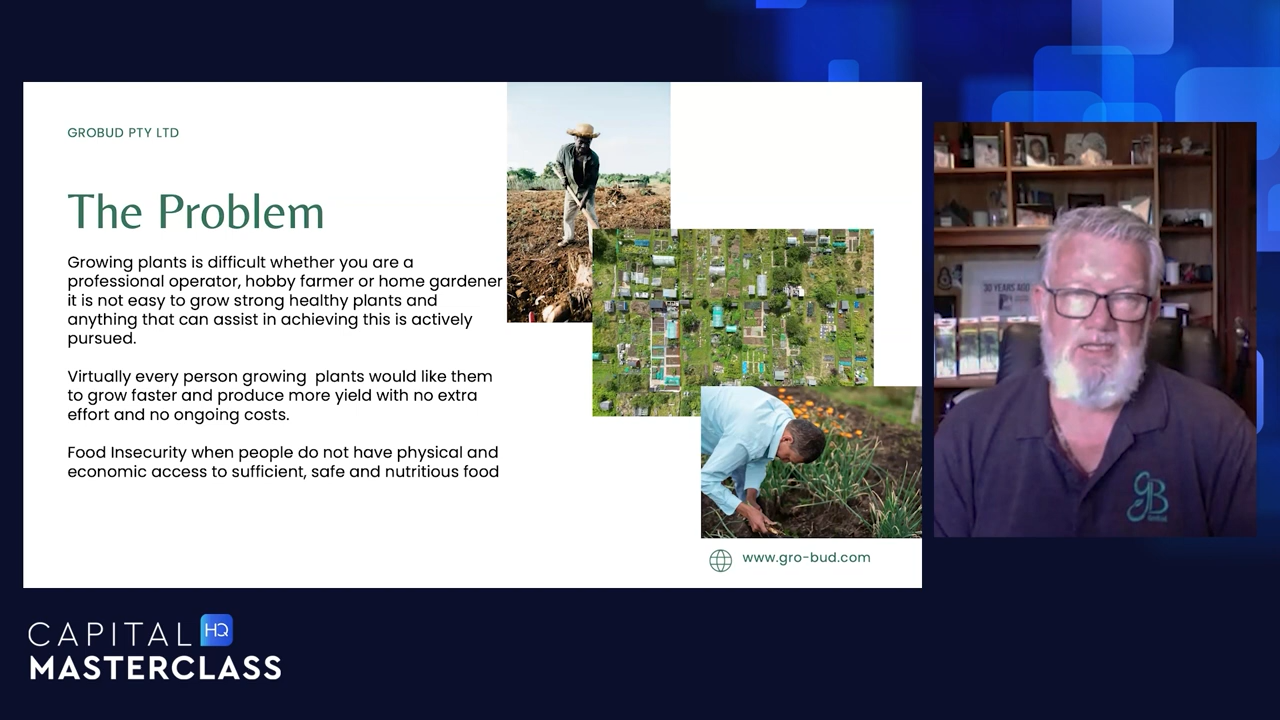 GROBUD PTY LTD
The Problem
Growing plants is difficult whether you are a
professional operator, hobby farmer or home gardener
it is not easy to grow strong healthy plants and
anything that can assist in achieving this is actively
pursued.
Virtually every person growing  plants would like them
to grow faster and produce more yield with no extra
effort and no ongoing costs.
Food Insecurity when people do not have physical and
economic access to sufficient, safe and nutritious food
www.gro-bud.com
30 YEARS AGO
gB
CAPITAL HQ
MASTERCLASS